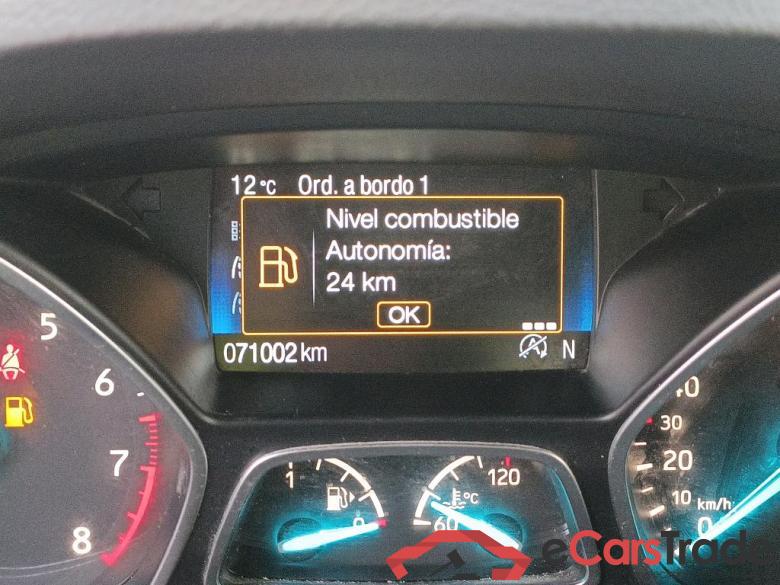 12°C Ord. a bordo 1
Nivel combustible
Autonomía:
24 km
OK
071002 km
A N
5
6
7
8
1
0
120
°C
60
40
30
20
10
km/h
0
eCarsTrade